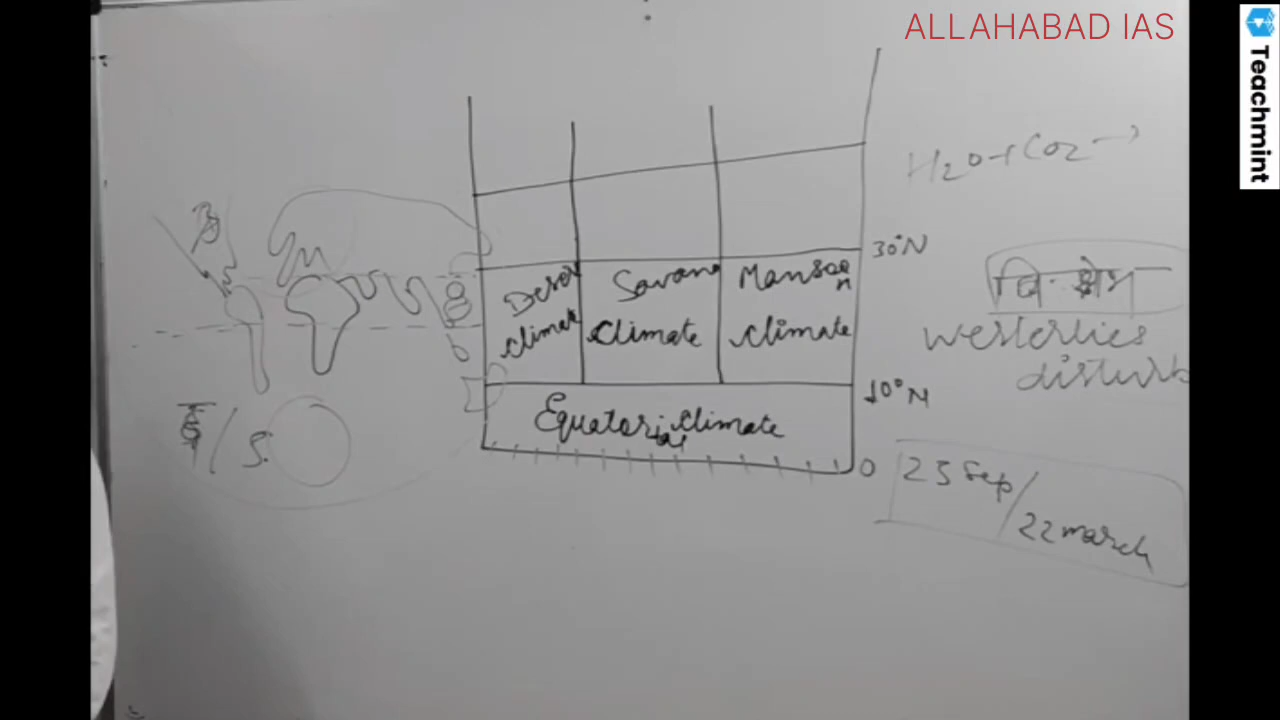 ALLAHABAD IAS
Teachmint
H2O + CO2 →
30°N
Desert Savana Mansoon
climate climate climate
westerlies
disturb
10°N
Equatorial climate
0
23 Sep/
22 march
S.